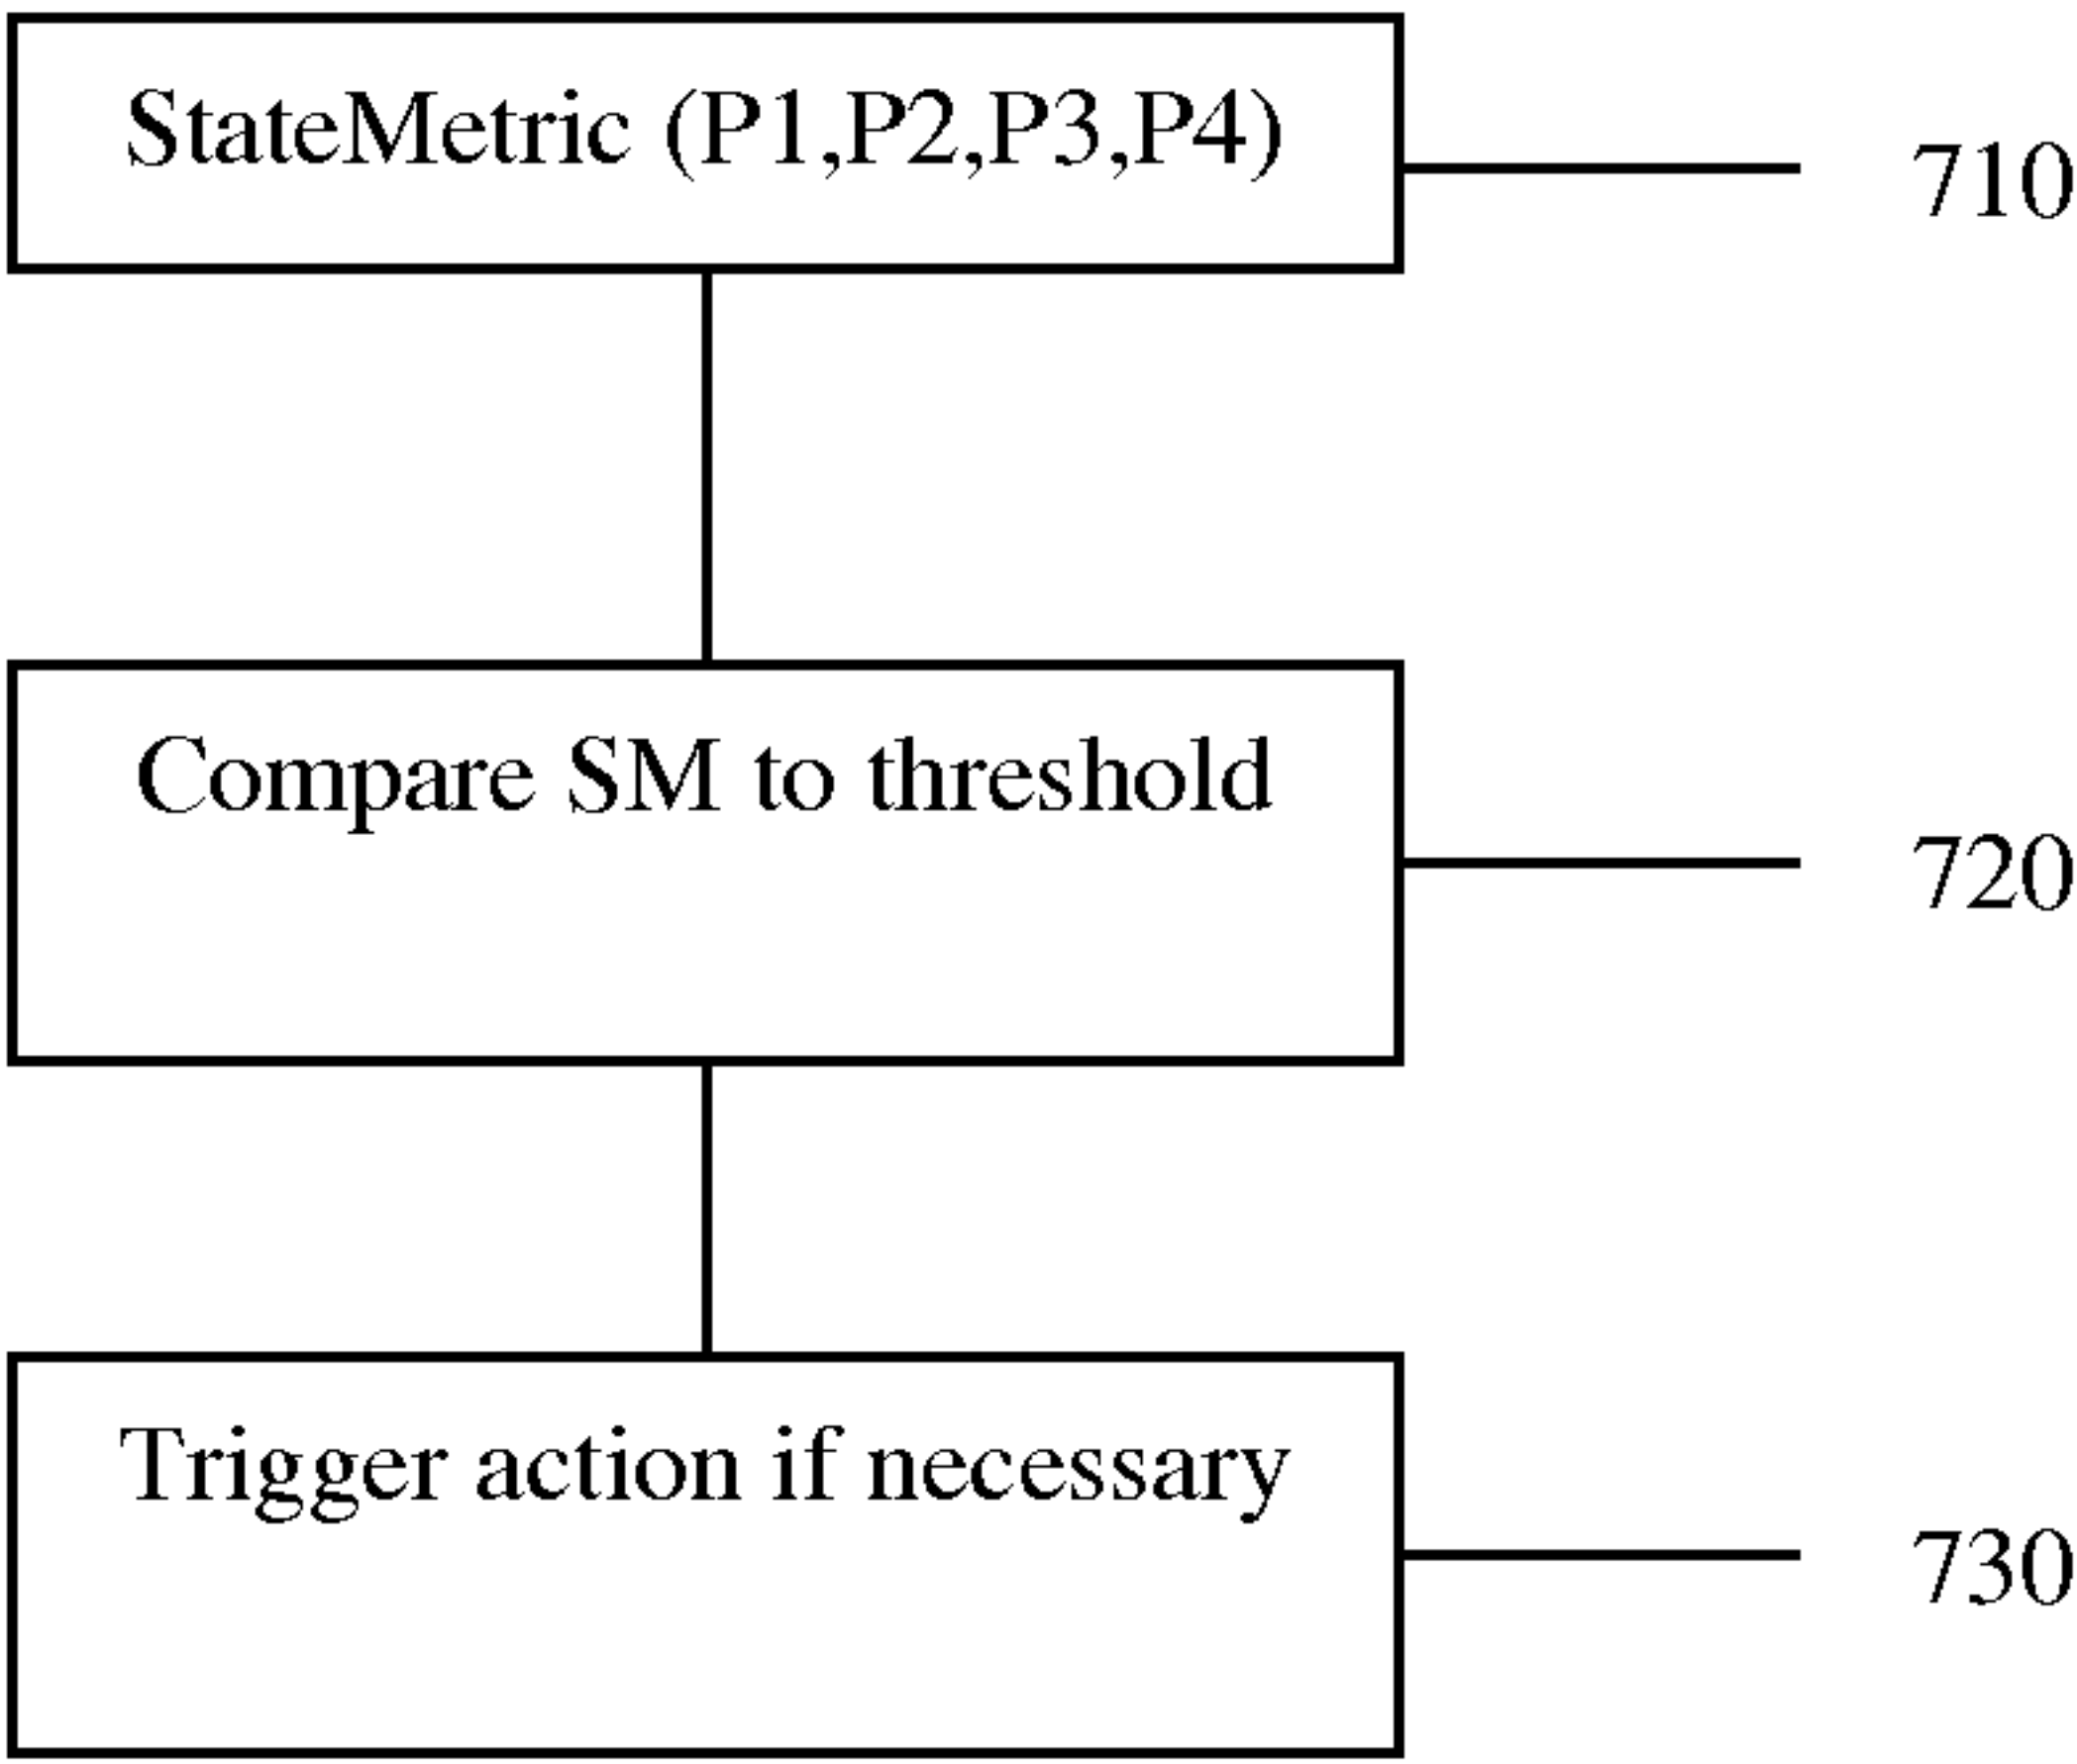 StateMetric (P1,P2,P3,P4)
710
Compare SM to threshold
720
Trigger action if necessary
730